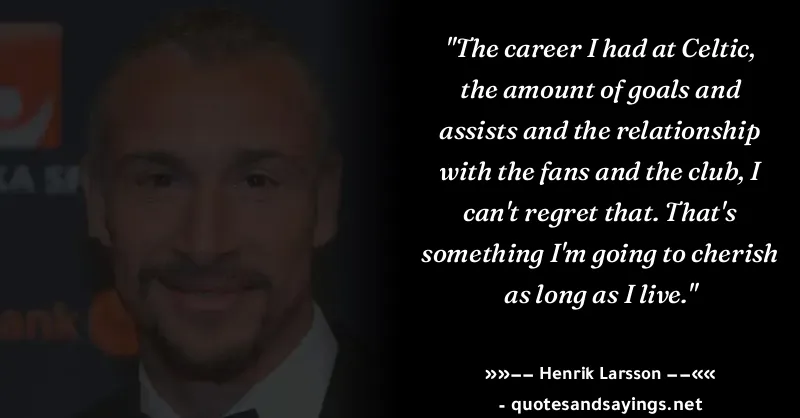 "The career I had at Celtic,
the amount of goals and
assists and the relationship
with the fans and the club, I
can't regret that. That's
something I'm going to cherish
as long as I live."
»»−− Henrik Larsson −−««
- quotesandsayings.net